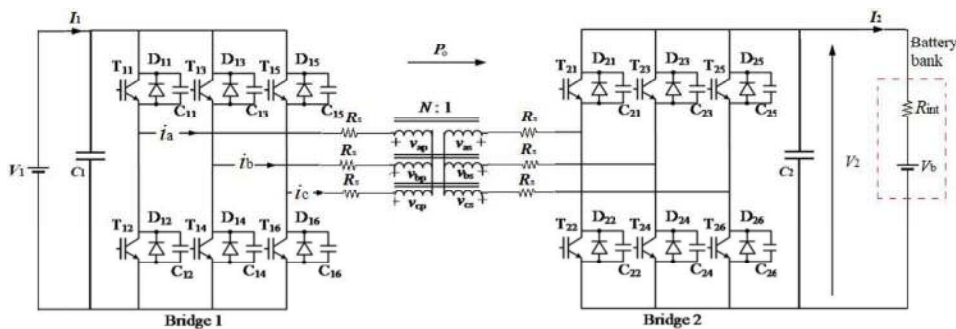 I1
I2
Battery
bank
T11 D11 T13 D13 T15 D15
C11 C13 C15
Po
T21 D21 T23 D23 T25 D25
C21 C23 C25
Rint
N : 1
ia Rs vap vas Rs
V1 C1 ib Rs vbp vbs Rs C2 V2 Vb
ic Rs vcp vcs Rs
T12 D12 T14 D14 T16 D16
C12 C14 C16
T22 D22 T24 D24 T26 D26
C22 C24 C26
Bridge 1
Bridge 2